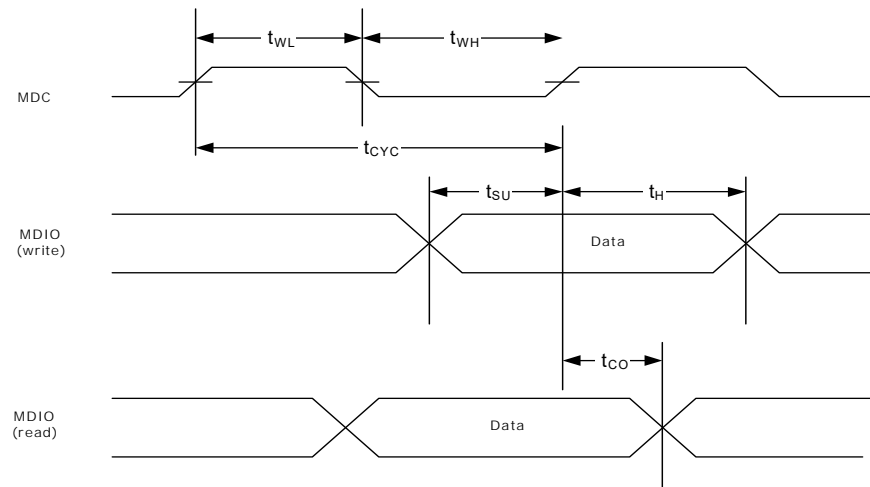 tWL
tWH
MDC
tCYC
tSU
tH
MDIO
(write)
Data
tCO
MDIO
(read)
Data